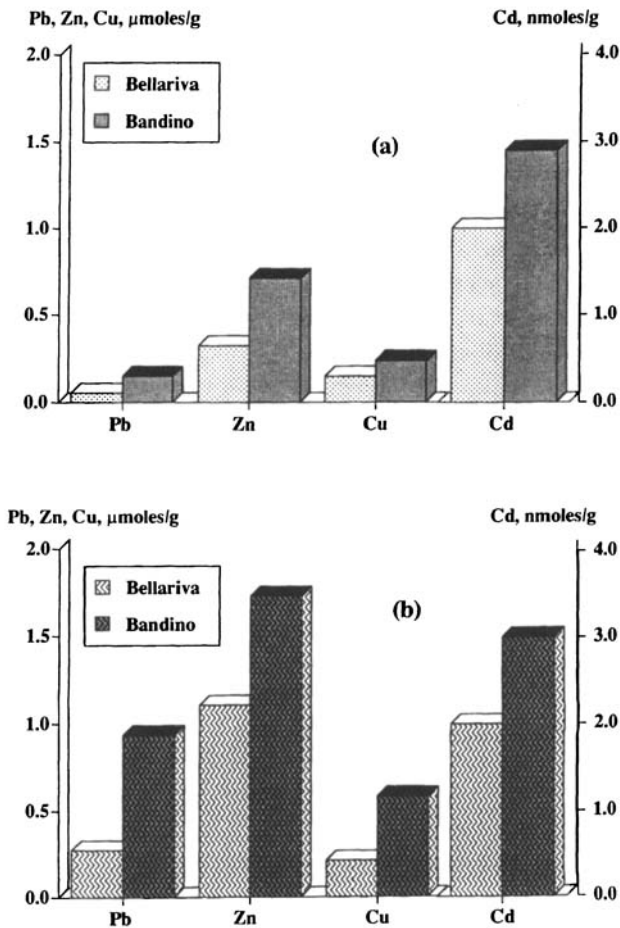 Pb, Zn, Cu, μmoles/g
Cd, nmoles/g
2.0
1.5
1.0
0.5
0.0
4.0
3.0
2.0
1.0
0.0
Bellariva
Bandino
(a)
Pb
Zn
Cu
Cd
Pb, Zn, Cu, μmoles/g
Cd, nmoles/g
2.0
1.5
1.0
0.5
0.0
4.0
3.0
2.0
1.0
0.0
Bellariva
Bandino
(b)
Pb
Zn
Cu
Cd